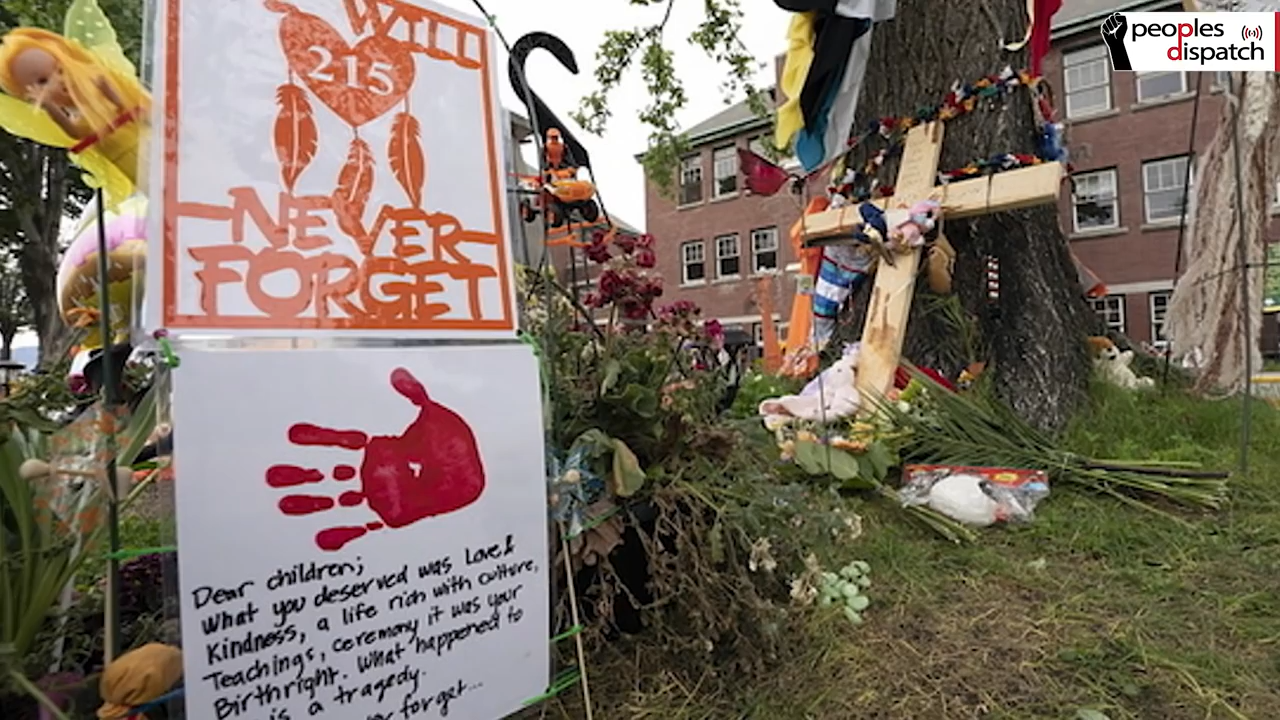 peoples
dispatch
WILL
215
NEVER
FORGET
Dear children;
What you deserved was Love &
Kindness, a life rich with culture,
Teachings, ceremony it was your
Birthright. What happened to
is a tragedy.
forget...